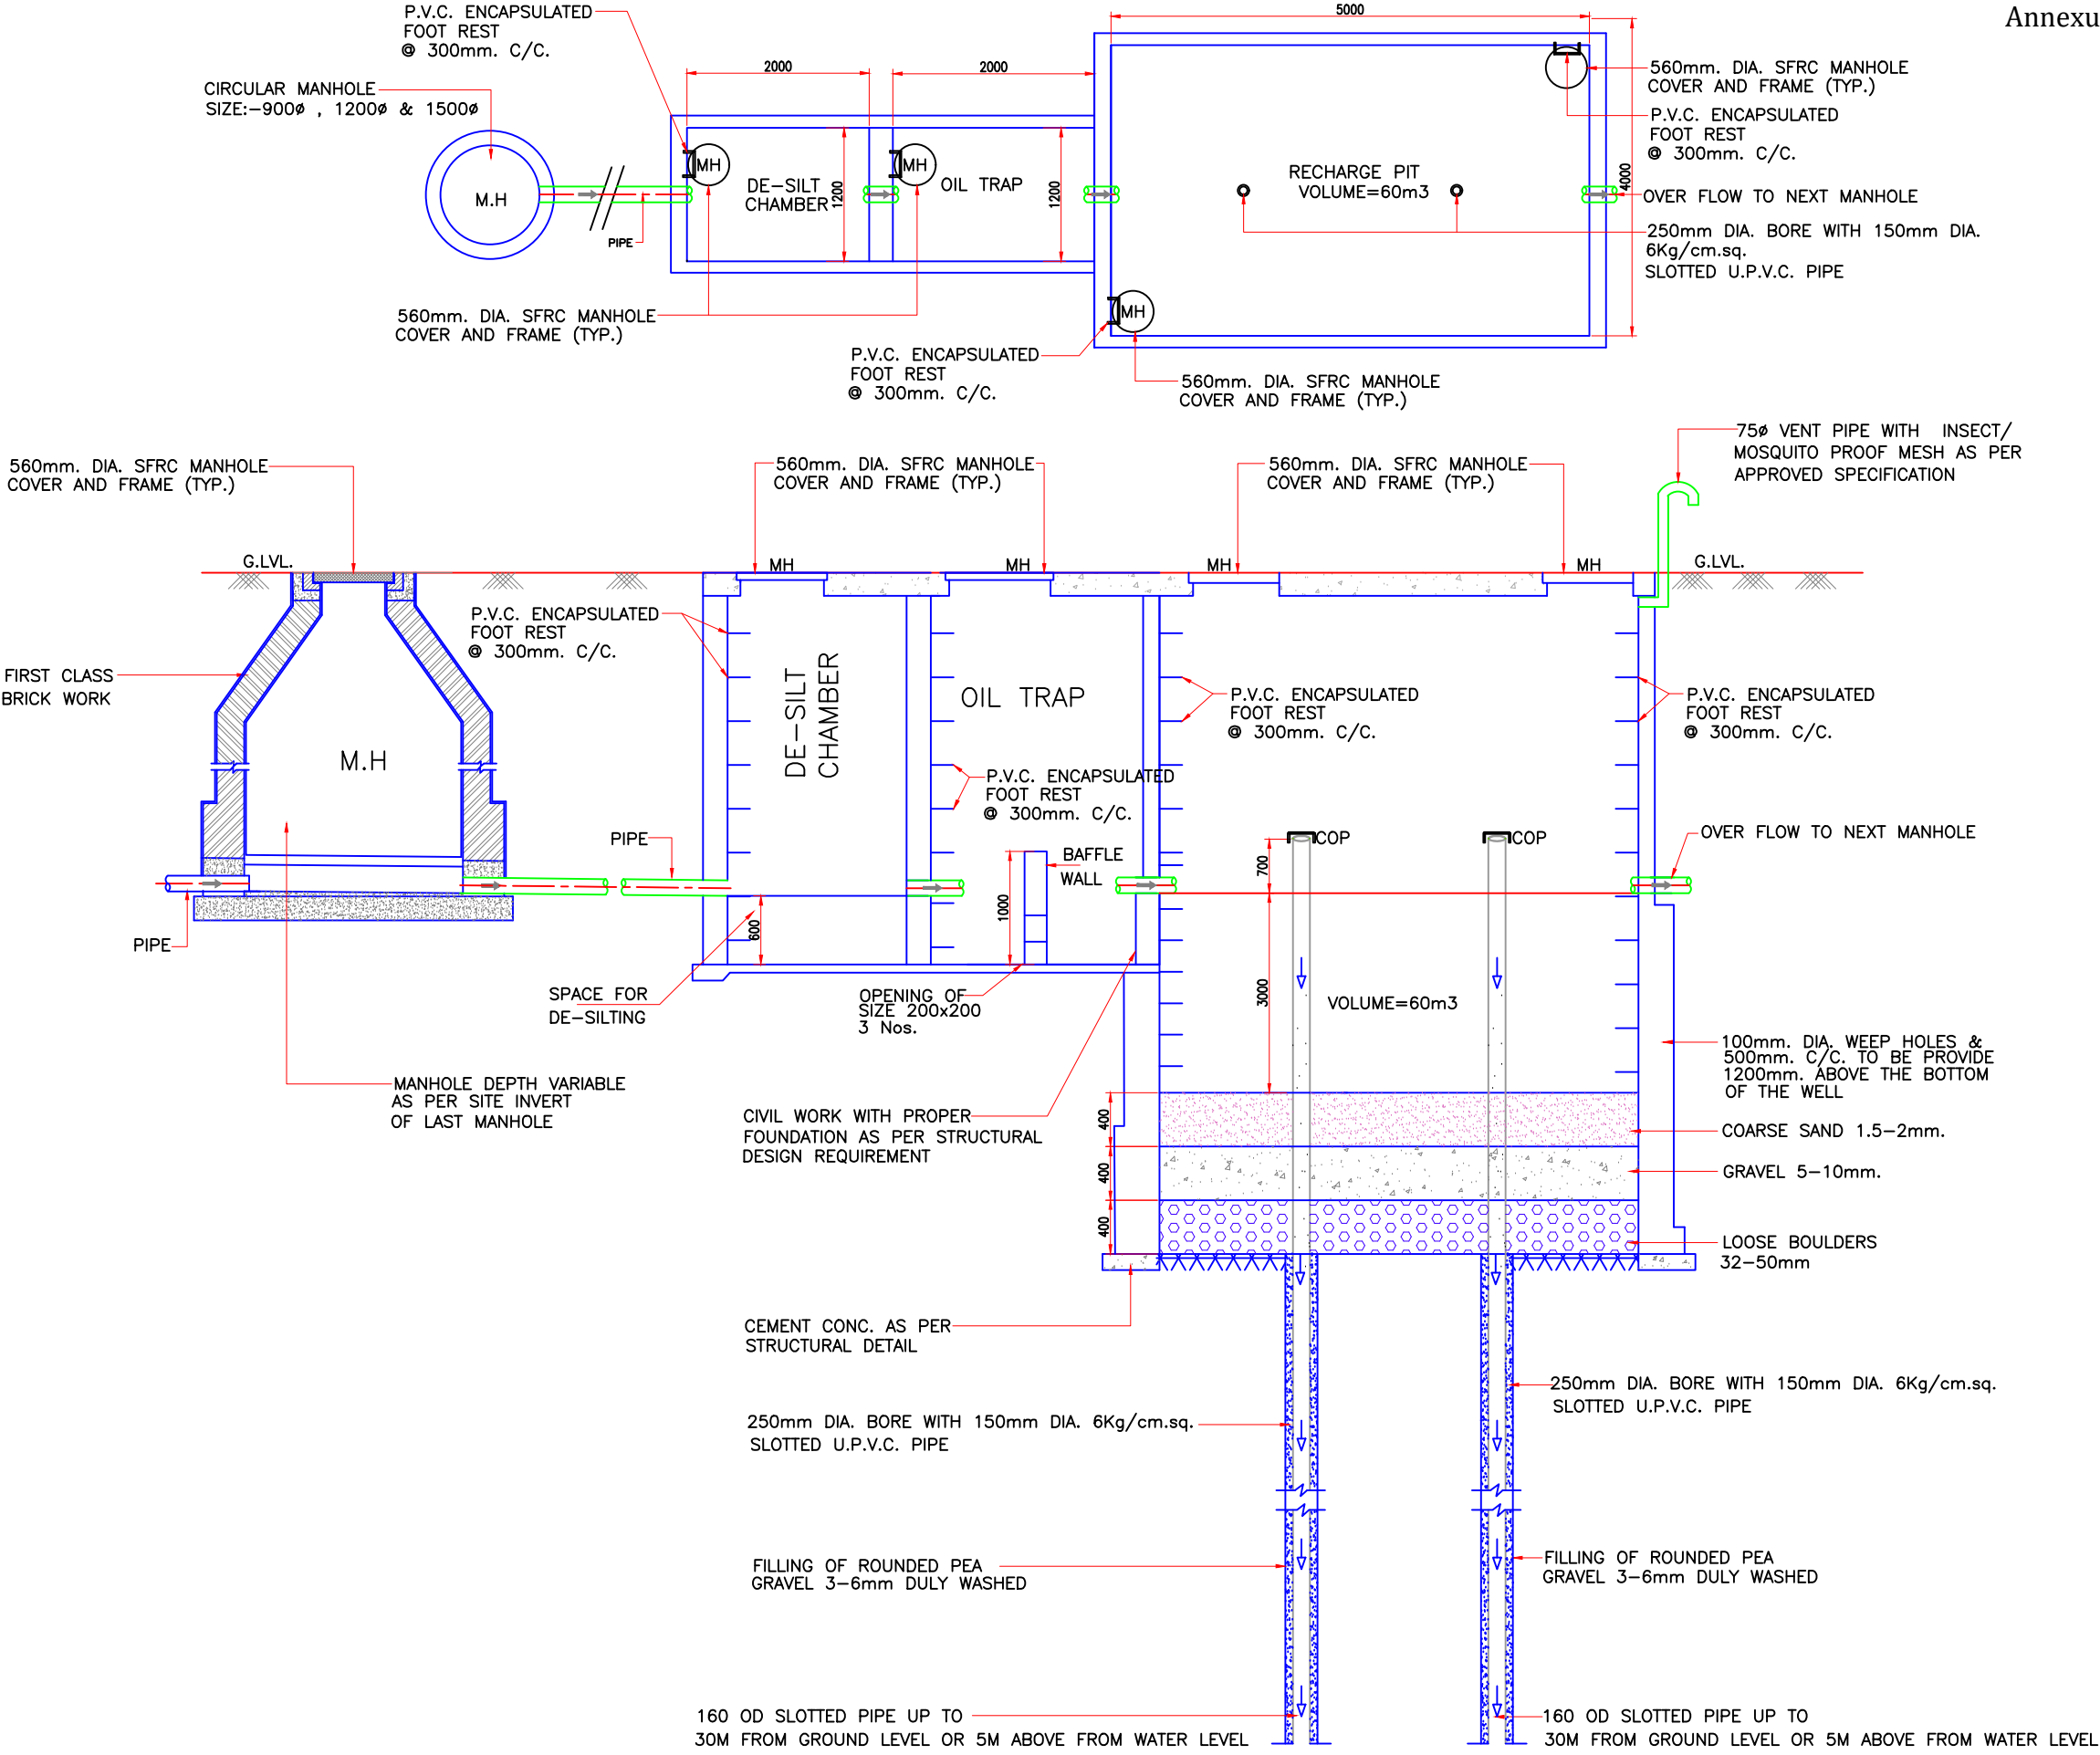 Annexu
P.V.C. ENCAPSULATED
FOOT REST
@ 300mm. C/C.
CIRCULAR MANHOLE
SIZE:-900ø , 1200ø & 1500ø
M.H
PIPE
2000
2000
5000
MH
DE-SILT
CHAMBER
1200
MH
OIL TRAP
1200
RECHARGE PIT
VOLUME=60m3
4000
MH
560mm. DIA. SFRC MANHOLE
COVER AND FRAME (TYP.)
P.V.C. ENCAPSULATED
FOOT REST
@ 300mm. C/C.
OVER FLOW TO NEXT MANHOLE
250mm DIA. BORE WITH 150mm DIA.
6Kg/cm.sq.
SLOTTED U.P.V.C. PIPE
560mm. DIA. SFRC MANHOLE
COVER AND FRAME (TYP.)
P.V.C. ENCAPSULATED
FOOT REST
@ 300mm. C/C.
560mm. DIA. SFRC MANHOLE
COVER AND FRAME (TYP.)
75ø VENT PIPE WITH INSECT/
MOSQUITO PROOF MESH AS PER
APPROVED SPECIFICATION
560mm. DIA. SFRC MANHOLE
COVER AND FRAME (TYP.)
560mm. DIA. SFRC MANHOLE
COVER AND FRAME (TYP.)
560mm. DIA. SFRC MANHOLE
COVER AND FRAME (TYP.)
G.LVL.
MH
MH
MH
MH
G.LVL.
P.V.C. ENCAPSULATED
FOOT REST
@ 300mm. C/C.
FIRST CLASS
BRICK WORK
M.H
DE-SILT
CHAMBER
OIL TRAP
P.V.C. ENCAPSULATED
FOOT REST
@ 300mm. C/C.
P.V.C. ENCAPSULATED
FOOT REST
@ 300mm. C/C.
P.V.C. ENCAPSULATED
FOOT REST
@ 300mm. C/C.
PIPE
BAFFLE
WALL
COP
COP
700
OVER FLOW TO NEXT MANHOLE
PIPE
600
1000
3000
VOLUME=60m3
SPACE FOR
DE-SILTING
OPENING OF
SIZE 200x200
3 Nos.
MANHOLE DEPTH VARIABLE
AS PER SITE INVERT
OF LAST MANHOLE
CIVIL WORK WITH PROPER
FOUNDATION AS PER STRUCTURAL
DESIGN REQUIREMENT
100mm. DIA. WEEP HOLES &
500mm. C/C. TO BE PROVIDE
1200mm. ABOVE THE BOTTOM
OF THE WELL
400
COARSE SAND 1.5-2mm.
400
GRAVEL 5-10mm.
400
LOOSE BOULDERS
32-50mm
CEMENT CONC. AS PER
STRUCTURAL DETAIL
250mm DIA. BORE WITH 150mm DIA. 6Kg/cm.sq.
SLOTTED U.P.V.C. PIPE
250mm DIA. BORE WITH 150mm DIA. 6Kg/cm.sq.
SLOTTED U.P.V.C. PIPE
FILLING OF ROUNDED PEA
GRAVEL 3-6mm DULY WASHED
FILLING OF ROUNDED PEA
GRAVEL 3-6mm DULY WASHED
160 OD SLOTTED PIPE UP TO
30M FROM GROUND LEVEL OR 5M ABOVE FROM WATER LEVEL
160 OD SLOTTED PIPE UP TO
30M FROM GROUND LEVEL OR 5M ABOVE FROM WATER LEVEL